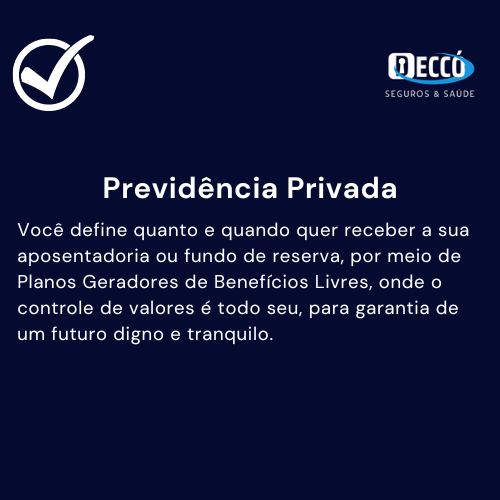 DECCÓ
SEGUROS & SAÚDE
Previdência Privada
Você define quanto e quando quer receber a sua
aposentadoria ou fundo de reserva, por meio de
Planos Geradores de Benefícios Livres, onde o
controle de valores é todo seu, para garantia de
um futuro digno e tranquilo.